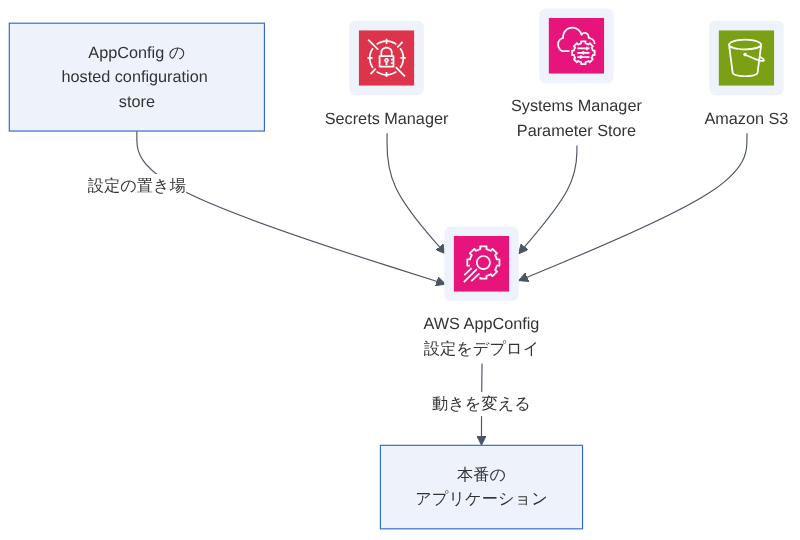 AppConfig の
hosted configuration
store
Secrets Manager
Systems Manager
Parameter Store
Amazon S3
設定の置き場
AWS AppConfig
設定をデプロイ
動きを変える
本番の
アプリケーション